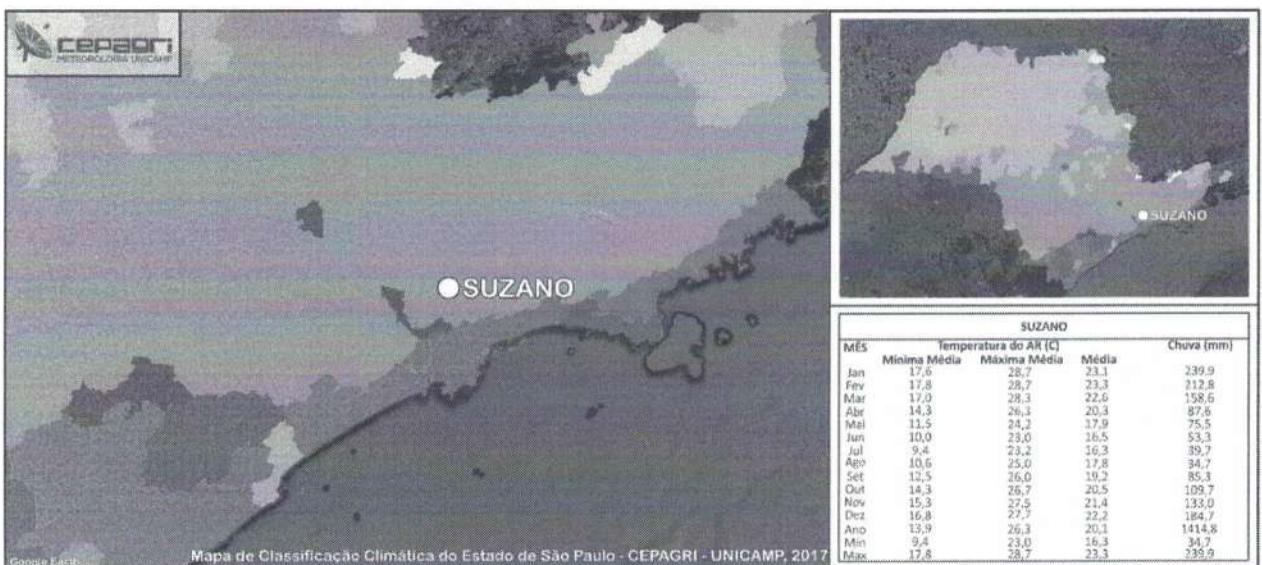 cepagri
METEOROLOGIA UNICAMP
SUZANO
Mapa de Classificação Climática do Estado de São Paulo - CEPAGRI - UNICAMP, 2017
Google Earth
SUZANO
SUZANO
MÊS Temperatura do AR (C) Chuva (mm)
Mínima Média Máxima Média Média
Jan 17,6 28,7 23,1 239,9
Fev 17,8 28,7 23,3 212,8
Mar 17,0 28,3 22,6 158,6
Abr 14,3 26,3 20,3 87,6
Mai 11,5 24,2 17,9 75,5
Jun 10,0 23,0 16,5 53,3
Jul 9,4 23,2 16,3 39,7
Ago 10,6 25,0 17,8 34,7
Set 12,5 26,0 19,2 85,3
Out 14,3 26,7 20,5 109,7
Nov 15,3 27,5 21,4 133,0
Dez 16,8 27,7 22,2 184,7
Ano 13,9 26,3 20,1 1414,8
Min 9,4 23,0 16,3 34,7
Max 17,8 28,7 23,3 239,9